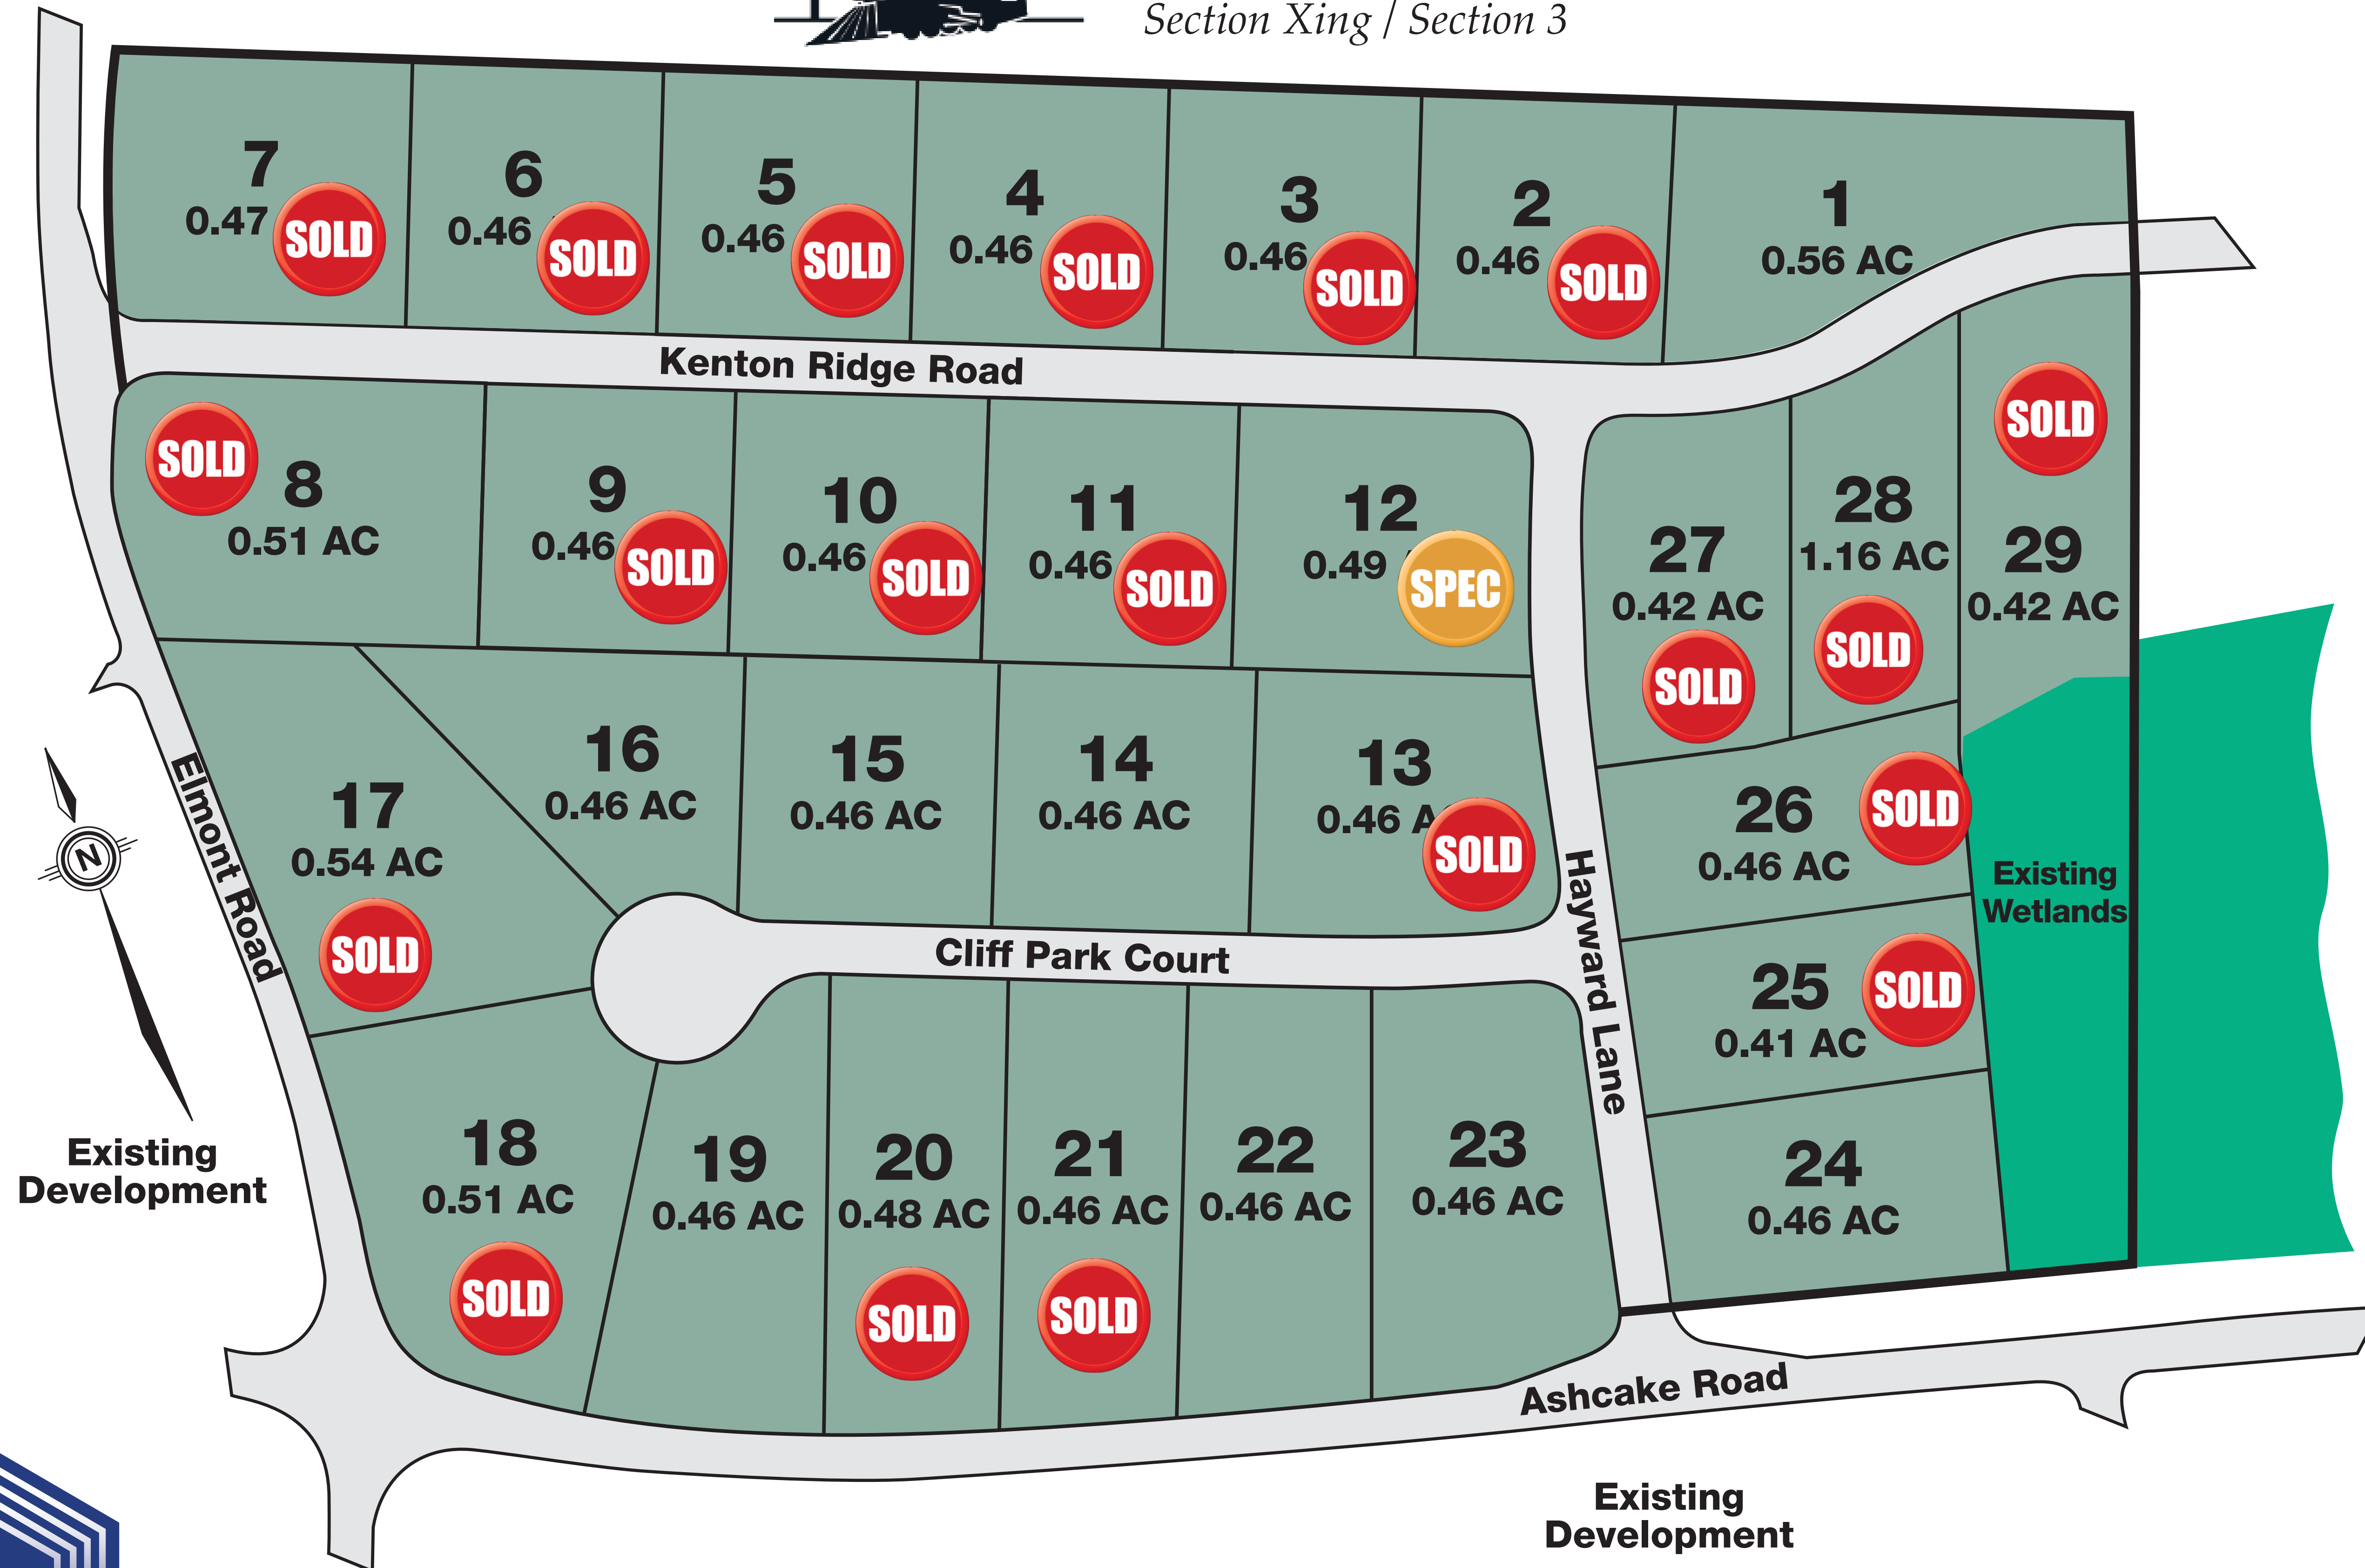 Section Xing / Section 3
7
0.47
SOLD
6
0.46
SOLD
5
0.46
SOLD
4
0.46
SOLD
3
0.46
SOLD
2
0.46
SOLD
1
0.56 AC
Kenton Ridge Road
SOLD
8
0.51 AC
9
0.46
SOLD
10
0.46
SOLD
11
0.46
SOLD
12
0.49
SPEC
27
0.42 AC
SOLD
28
1.16 AC
SOLD
SOLD
29
0.42 AC
17
0.54 AC
SOLD
16
0.46 AC
15
0.46 AC
14
0.46 AC
13
0.46 A
SOLD
26
0.46 AC
SOLD
Existing
Wetlands
Elmont Road
N
Cliff Park Court
Hayward Lane
25
0.41 AC
SOLD
Existing
Development
18
0.51 AC
SOLD
19
0.46 AC
20
0.48 AC
SOLD
21
0.46 AC
SOLD
22
0.46 AC
23
0.46 AC
24
0.46 AC
Ashcake Road
Existing
Development